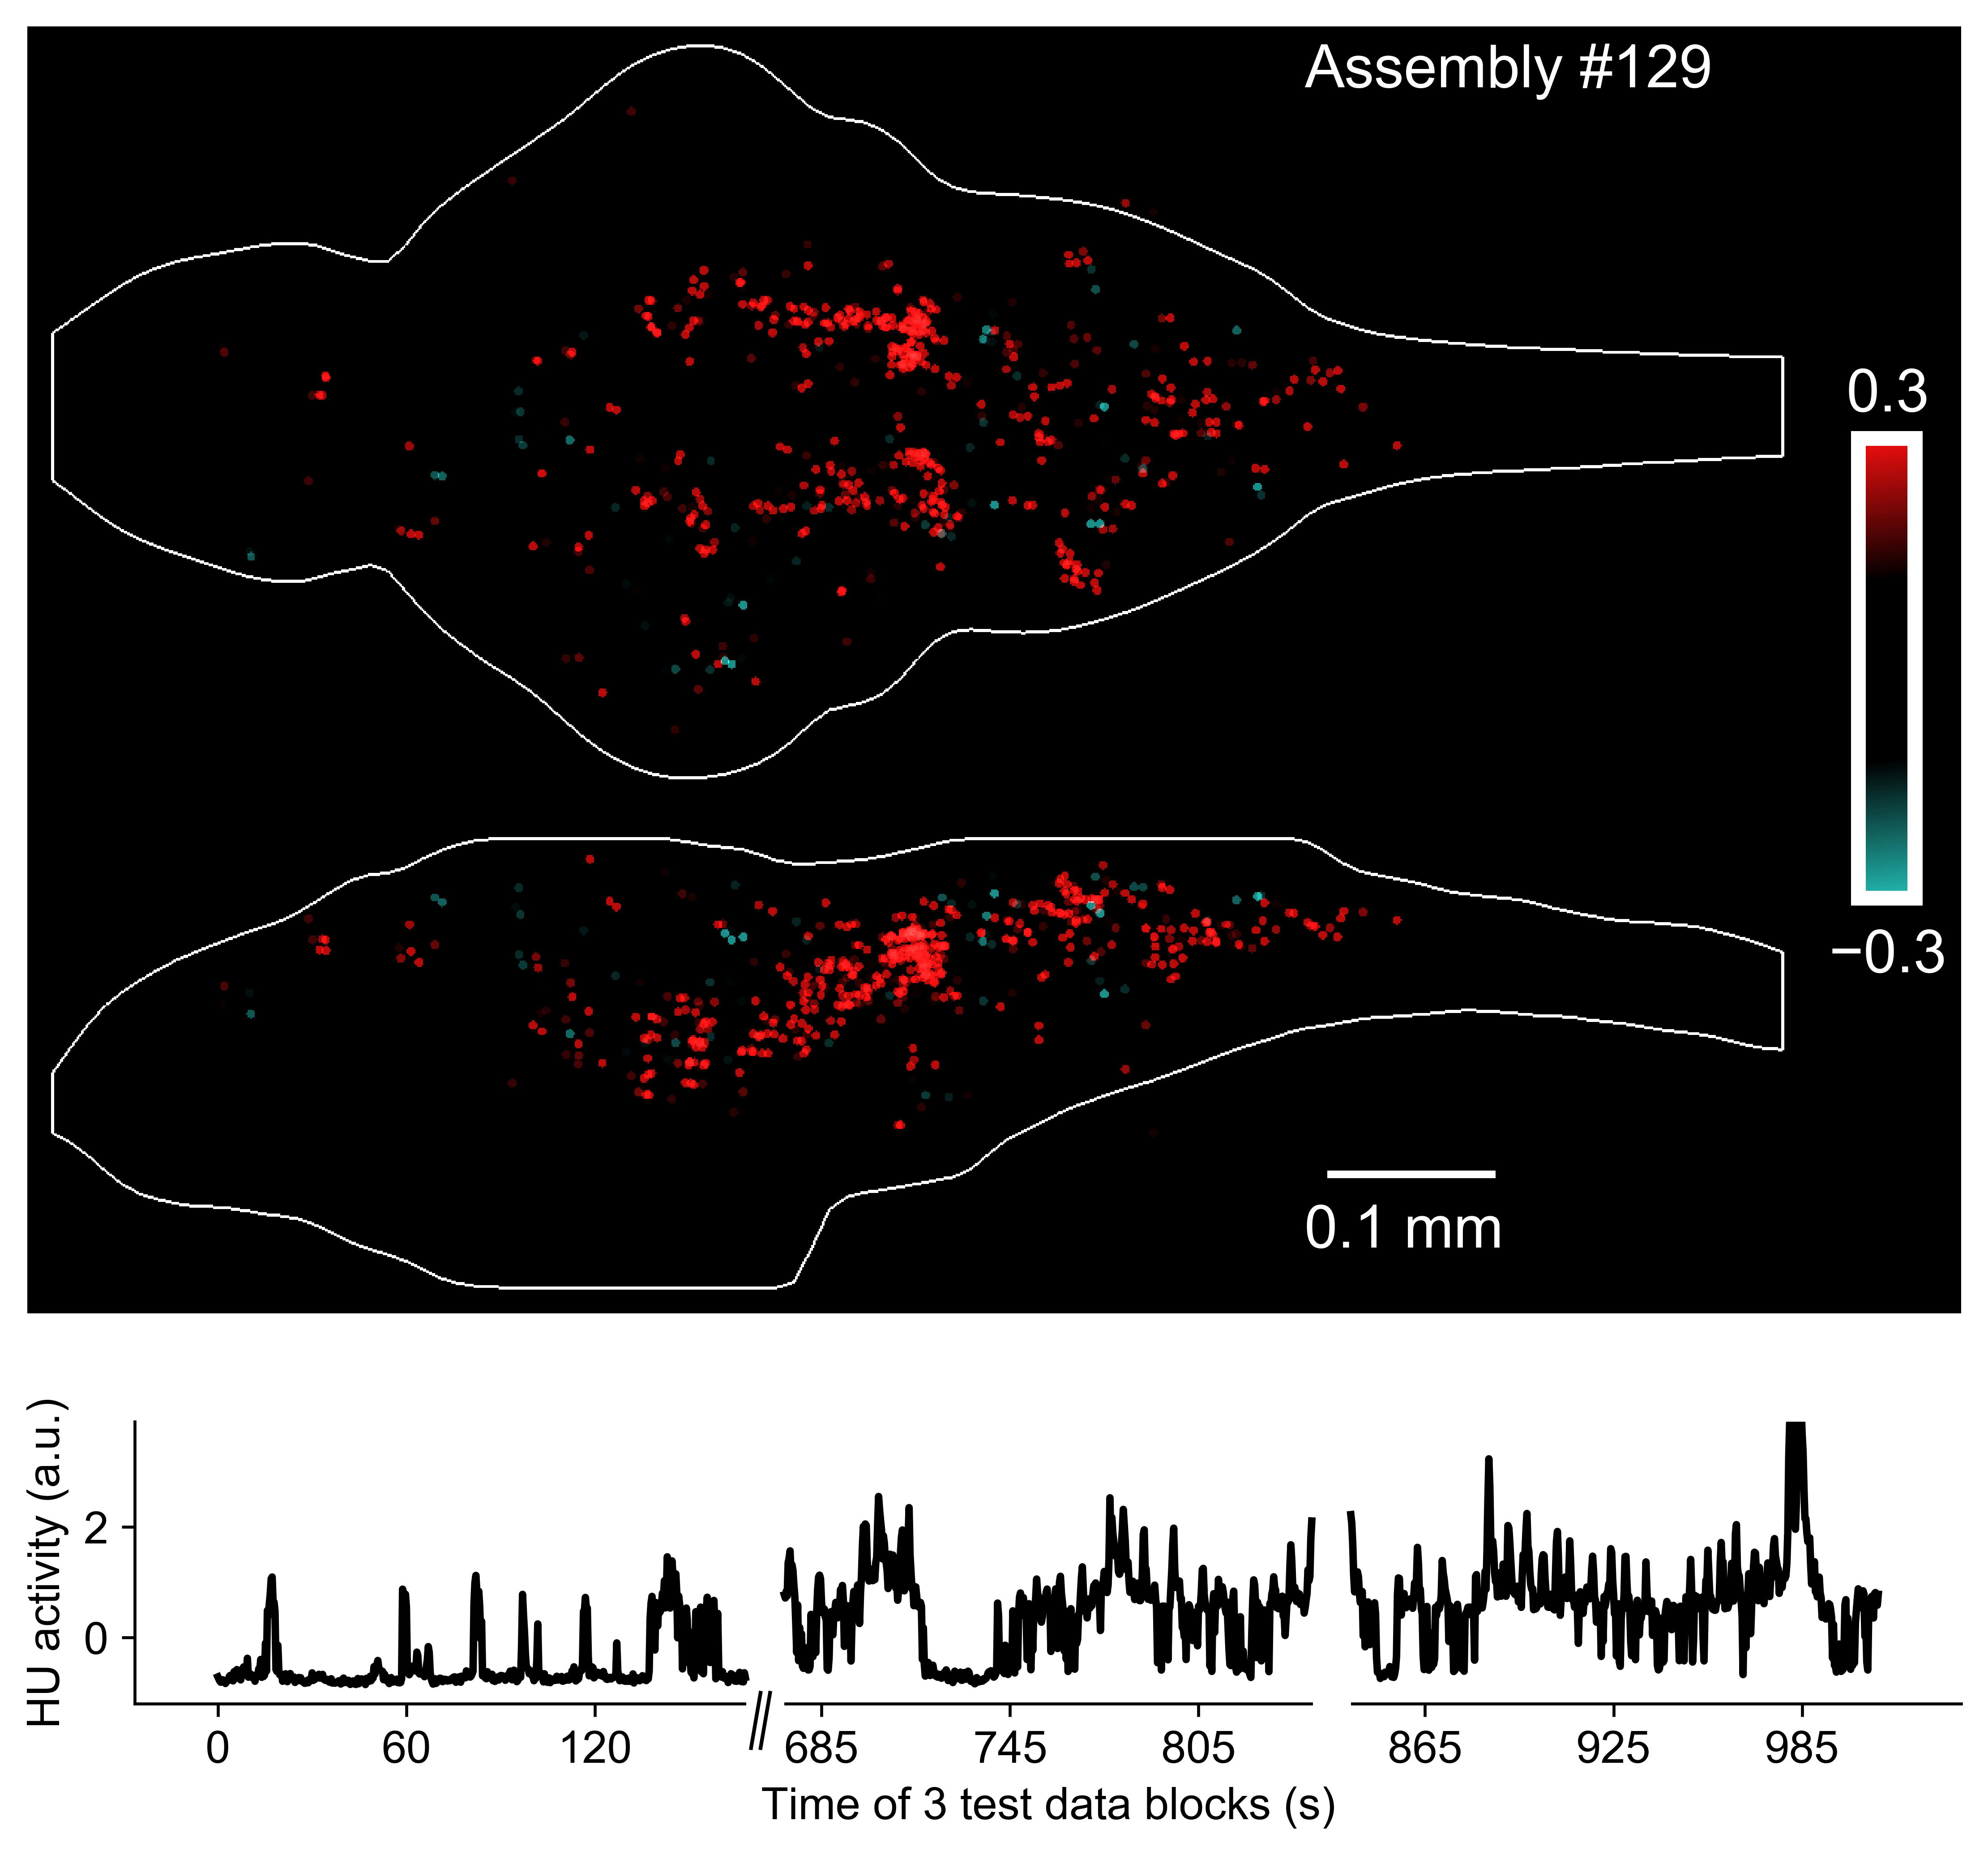 Assembly #129
0.3
−0.3
0.1 mm
HU activity (a.u.)
2
0
0 60 120 685 745 805 865 925 985
Time of 3 test data blocks (s)